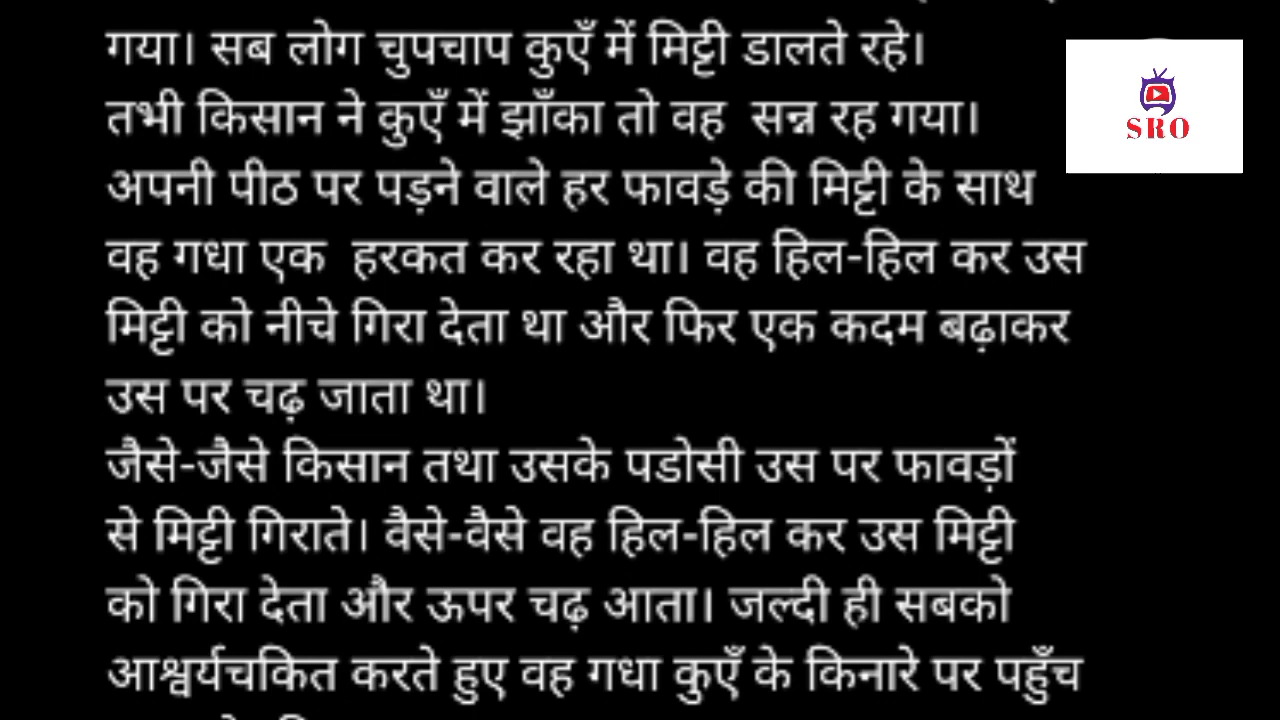 गया। सब लोग चुपचाप कुएँ में मिट्टी डालते रहे।
तभी किसान ने कुएँ में झाँका तो वह सन्न रह गया।
अपनी पीठ पर पड़ने वाले हर फावड़े की मिट्टी के साथ
वह गधा एक हरकत कर रहा था। वह हिल-हिल कर उस
मिट्टी को नीचे गिरा देता था और फिर एक कदम बढ़ाकर
उस पर चढ़ जाता था।
जैसे-जैसे किसान तथा उसके पडोसी उस पर फावड़ों
से मिट्टी गिराते। वैसे-वैसे वह हिल-हिल कर उस मिट्टी
को गिरा देता और ऊपर चढ़ आता। जल्दी ही सबको
आश्चर्यचकित करते हुए वह गधा कुएँ के किनारे पर पहुँच
SRO